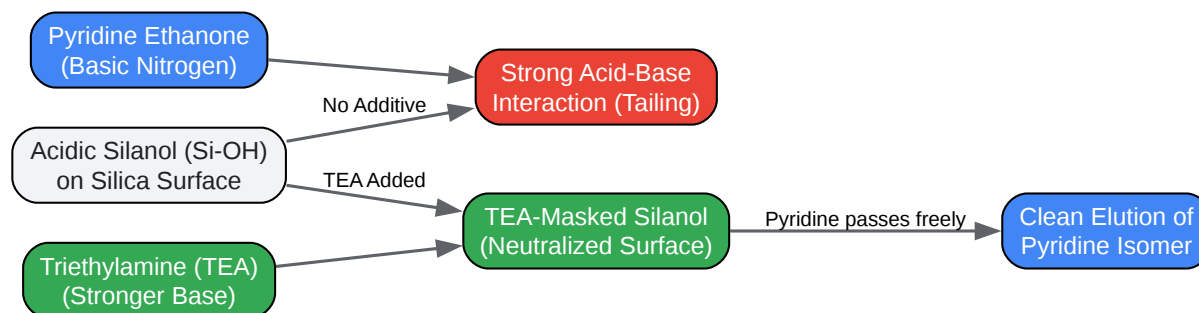 Pyridine Ethanone
(Basic Nitrogen)
Strong Acid-Base
Interaction (Tailing)
No Additive
Acidic Silanol (Si-OH)
on Silica Surface
TEA Added
TEA-Masked Silanol
(Neutralized Surface)
Pyridine passes freely
Clean Elution of
Pyridine Isomer
Triethylamine (TEA)
(Stronger Base)